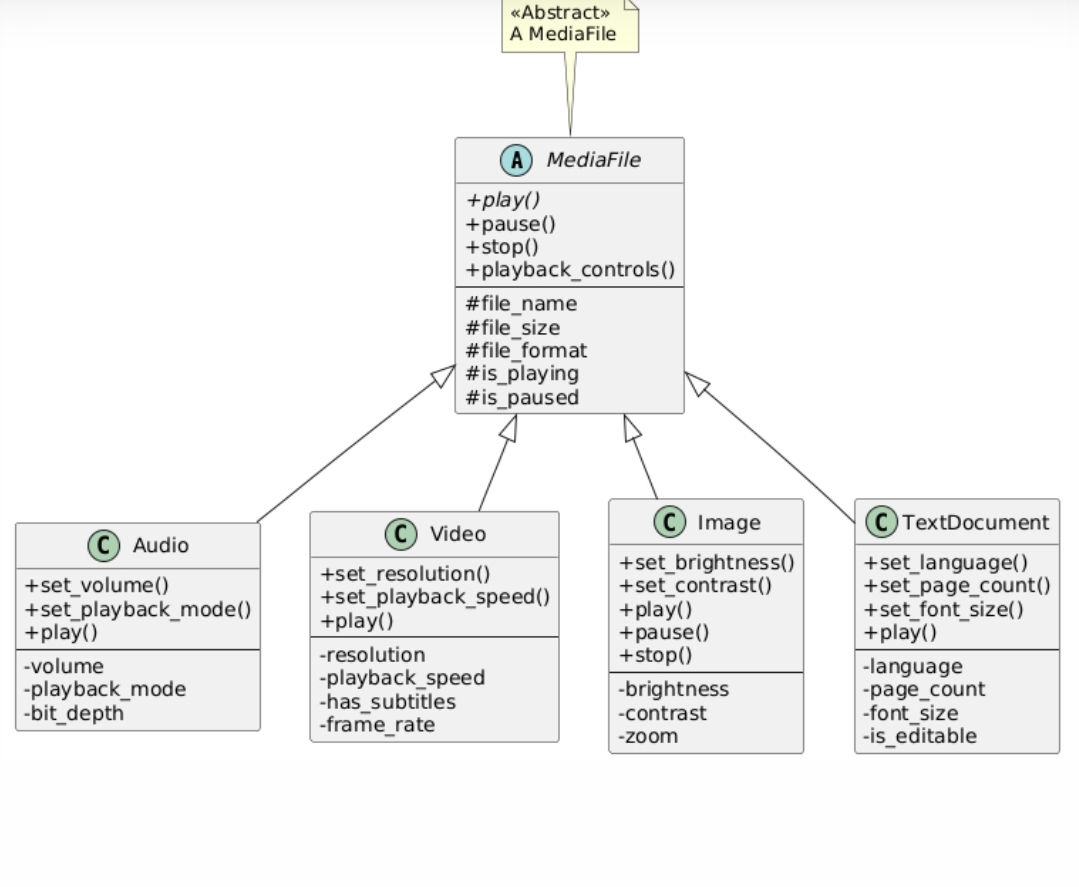 «Abstract»
A MediaFile
A MediaFile
+play()
+pause()
+stop()
+playback_controls()
#file_name
#file_size
#file_format
#is_playing
#is_paused
C Audio
+set_volume()
+set_playback_mode()
+play()
-volume
-playback_mode
-bit_depth
C Video
+set_resolution()
+set_playback_speed()
+play()
-resolution
-playback_speed
-has_subtitles
-frame_rate
C Image
+set_brightness()
+set_contrast()
+play()
+pause()
+stop()
-brightness
-contrast
-zoom
C TextDocument
+set_language()
+set_page_count()
+set_font_size()
+play()
-language
-page_count
-font_size
-is_editable